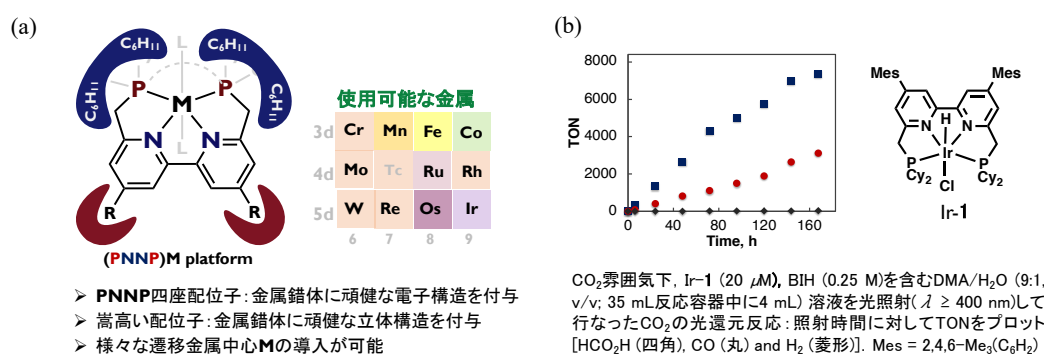 (a)
C₆H₁₁ L C₆H₁₁
C₆H₁₁ P M P C₆H₁₁
N N
L
R R
(PNNP)M platform
使用可能な金属
3d Cr Mn Fe Co
4d Mo Tc Ru Rh
5d W Re Os Ir
6 7 8 9
➢ PNNP四座配位子:金属錯体に頑健な電子構造を付与
➢ 嵩高い配位子:金属錯体に頑健な立体構造を付与
➢ 様々な遷移金属中心Mの導入が可能
(b)
8000
6000
4000
2000
0
TON
0 40 80 120 160
Time, h
Mes Mes
H
N N
Ir
P P
Cy₂ Cl Cy₂
Ir-1
CO₂雰囲気下, Ir-1 (20 μM), BIH (0.25 M)を含むDMA/H₂O (9:1,
v/v; 35 mL反応容器中に4 mL) 溶液を光照射(λ ≥ 400 nm)して
行なったCO₂の光還元反応:照射時間に対してTONをプロット
[HCO₂H (四角), CO (丸) and H₂ (菱形)]. Mes = 2,4,6-Me₃(C₆H₂)